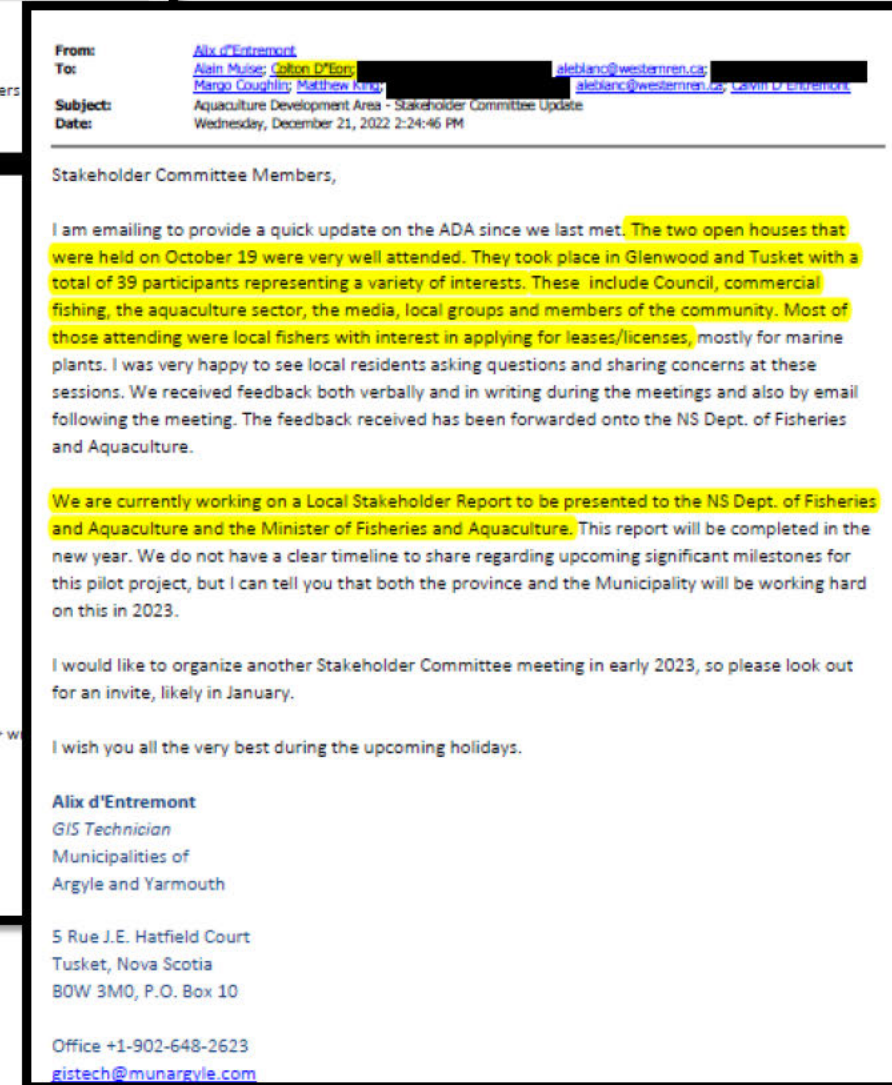 ers
From: Alix d"Entremont
To: Alain Muise; Colton D"Eon; aleblanc@westernren.ca;
Margo Coughlin; Matthew King; aleblanc@westernren.ca; Calvin D"Entremont
Subject: Aquaculture Development Area - Stakeholder Committee Update
Date: Wednesday, December 21, 2022 2:24:46 PM
Stakeholder Committee Members,
I am emailing to provide a quick update on the ADA since we last met. The two open houses that
were held on October 19 were very well attended. They took place in Glenwood and Tusket with a
total of 39 participants representing a variety of interests. These  include Council, commercial
fishing, the aquaculture sector, the media, local groups and members of the community. Most of
those attending were local fishers with interest in applying for leases/licenses, mostly for marine
plants. I was very happy to see local residents asking questions and sharing concerns at these
sessions. We received feedback both verbally and in writing during the meetings and also by email
following the meeting. The feedback received has been forwarded onto the NS Dept. of Fisheries
and Aquaculture.
We are currently working on a Local Stakeholder Report to be presented to the NS Dept. of Fisheries
and Aquaculture and the Minister of Fisheries and Aquaculture. This report will be completed in the
new year. We do not have a clear timeline to share regarding upcoming significant milestones for
this pilot project, but I can tell you that both the province and the Municipality will be working hard
on this in 2023.
I would like to organize another Stakeholder Committee meeting in early 2023, so please look out
for an invite, likely in January.
I wish you all the very best during the upcoming holidays.
Alix d'Entremont
GIS Technician
Municipalities of
Argyle and Yarmouth
5 Rue J.E. Hatfield Court
Tusket, Nova Scotia
B0W 3M0, P.O. Box 10
Office +1-902-648-2623
gistech@munargyle.com